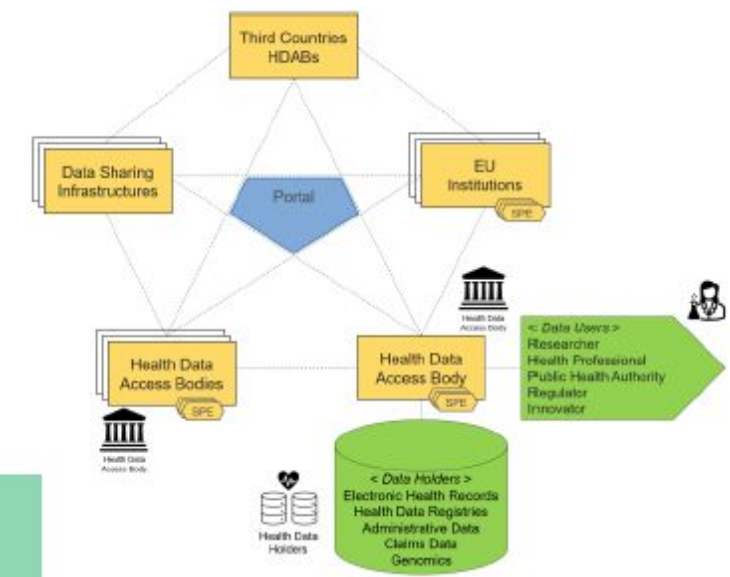 Third Countries
HDABs
Data Sharing
Infrastructures
EU
Institutions
SPE
Portal
Health Data
Access Body
Health Data
Access Bodies
SPE
Health Data
Access Body
SPE
< Data Users >
Researcher
Health Professional
Public Health Authority
Regulator
Innovator
Health Data
Access Body
Health Data
Holders
< Data Holders >
Electronic Health Records
Health Data Registries
Administrative Data
Claims Data
Genomics